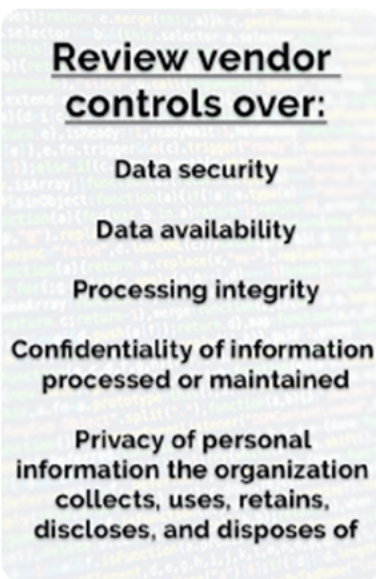 Review vendor
controls over:
Data security
Data availability
Processing integrity
Confidentiality of information
processed or maintained
Privacy of personal
information the organization
collects, uses, retains,
discloses, and disposes of